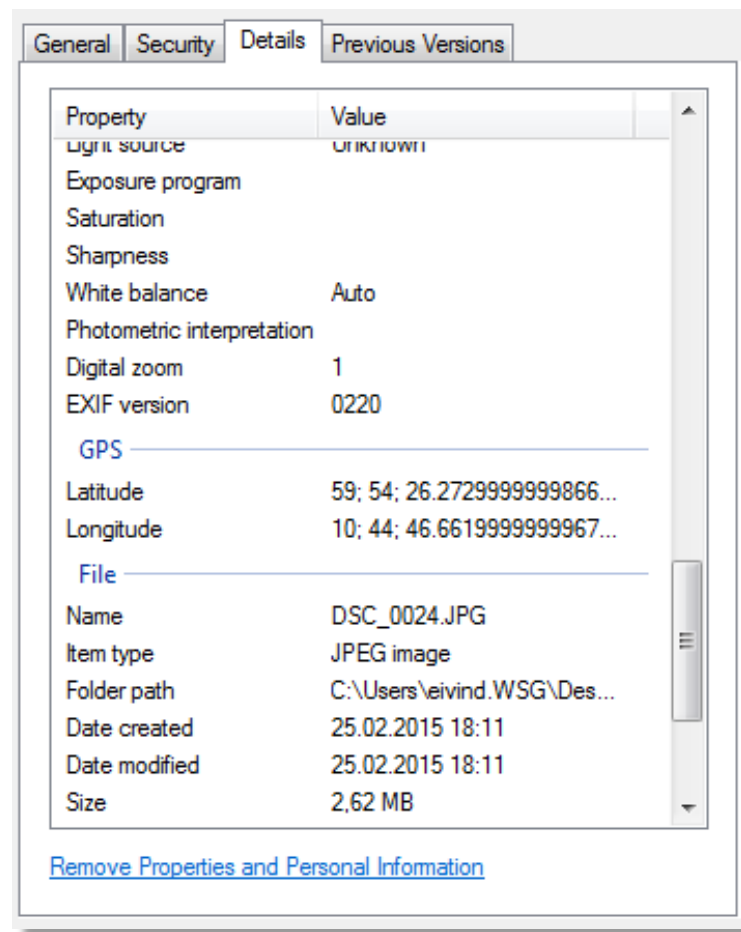 General Security Details Previous Versions
Property Value
Light source Unknown
Exposure program
Saturation
Sharpness
White balance Auto
Photometric interpretation
Digital zoom 1
EXIF version 0220
GPS
Latitude 59; 54; 26.2729999999866...
Longitude 10; 44; 46.6619999999967...
File
Name DSC_0024.JPG
Item type JPEG image
Folder path C:\Users\eivind.WSG\Des...
Date created 25.02.2015 18:11
Date modified 25.02.2015 18:11
Size 2,62 MB
Remove Properties and Personal Information